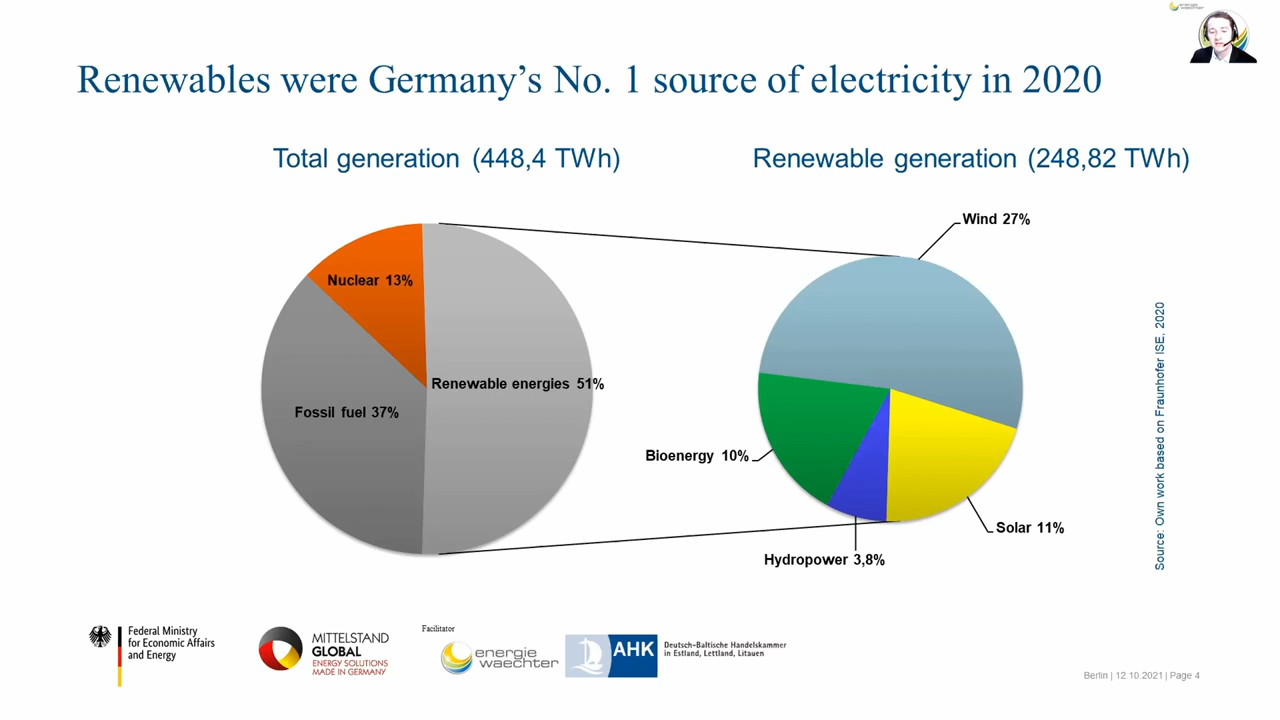 energie
waechter
Renewables were Germany's No. 1 source of electricity in 2020
Total generation (448,4 TWh)
Renewable generation (248,82 TWh)
Nuclear 13%
Renewable energies 51%
Fossil fuel 37%
Wind 27%
Bioenergy 10%
Solar 11%
Hydropower 3,8%
Source: Own work based on Fraunhofer ISE, 2020
Federal Ministry
for Economic Affairs
and Energy
MITTELSTAND
GLOBAL
ENERGY SOLUTIONS
MADE IN GERMANY
Facilitator
energie
waechter
AHK
Deutsch-Baltische Handelskammer
in Estland, Lettland, Litauen
Berlin | 12.10.2021 | Page 4